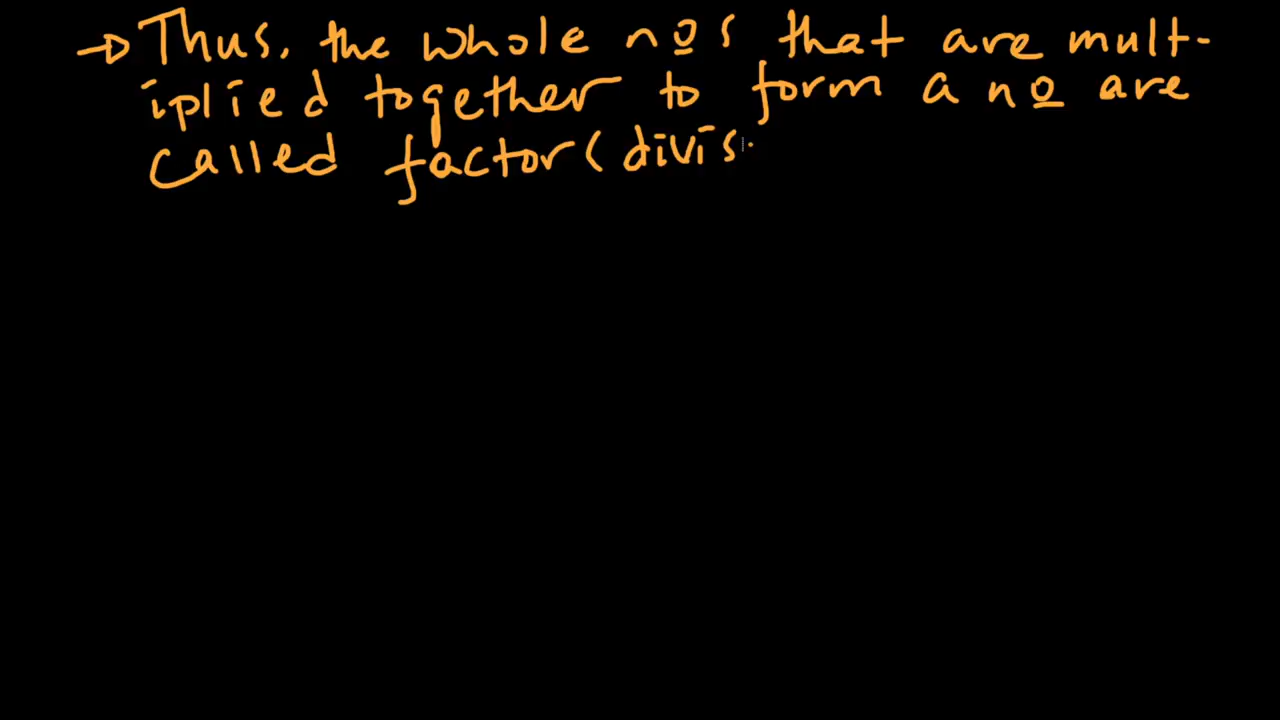 → Thus, the whole nos that are mult-
iplied together to form a no are
called factor(divis